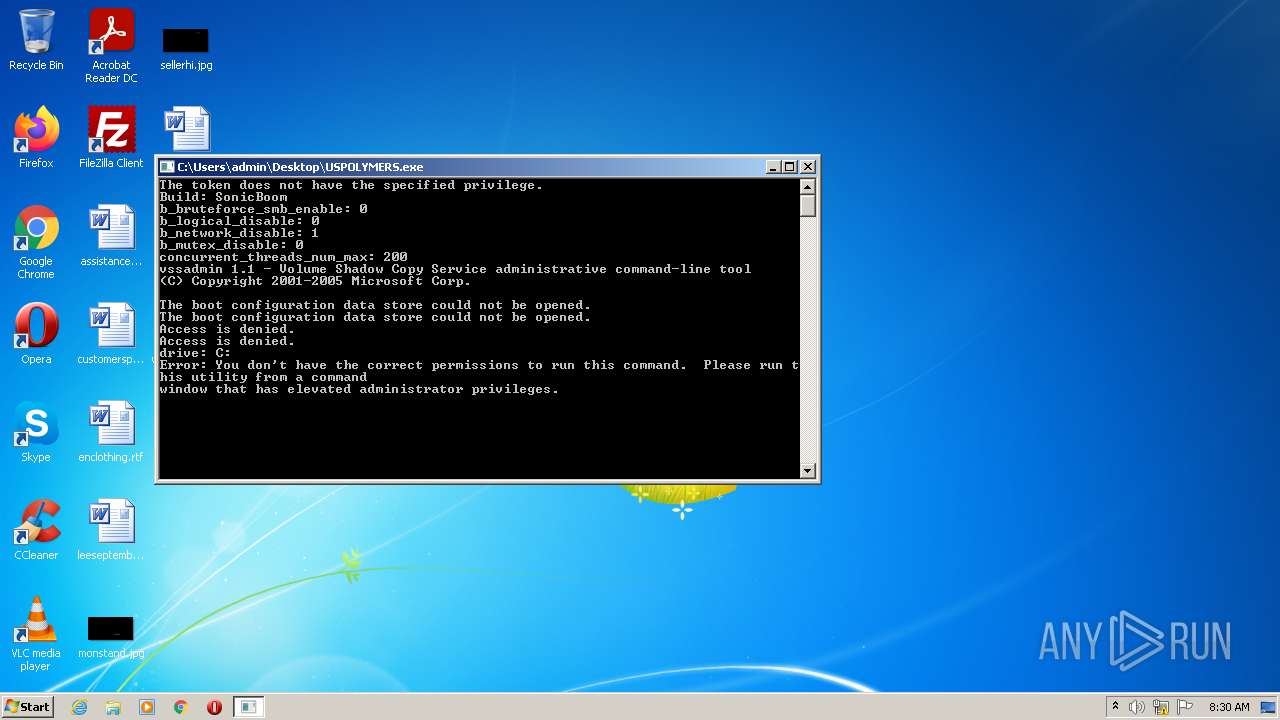 Recycle Bin
Acrobat
Reader DC
sellerhi.jpg
Firefox
FileZilla Client
C:\Users\admin\Desktop\USPOLYMERS.exe
The token does not have the specified privilege.
Build: SonicBoom
b_bruteforce_smb_enable: 0
b_logical_disable: 0
b_network_disable: 1
b_mutex_disable: 0
concurrent_threads_num_max: 200
vssadmin 1.1 - Volume Shadow Copy Service administrative command-line tool
(C) Copyright 2001-2005 Microsoft Corp.
The boot configuration data store could not be opened.
The boot configuration data store could not be opened.
Access is denied.
Access is denied.
drive: C:
Error: You don't have the correct permissions to run this command.  Please run t
his utility from a command
window that has elevated administrator privileges.
Google
Chrome
assistance...
Opera
customersp...
Skype
enclothing.rtf
CCleaner
leeseptemb...
VLC media
player
monstand.jpg
ANY RUN
Start
8:30 AM